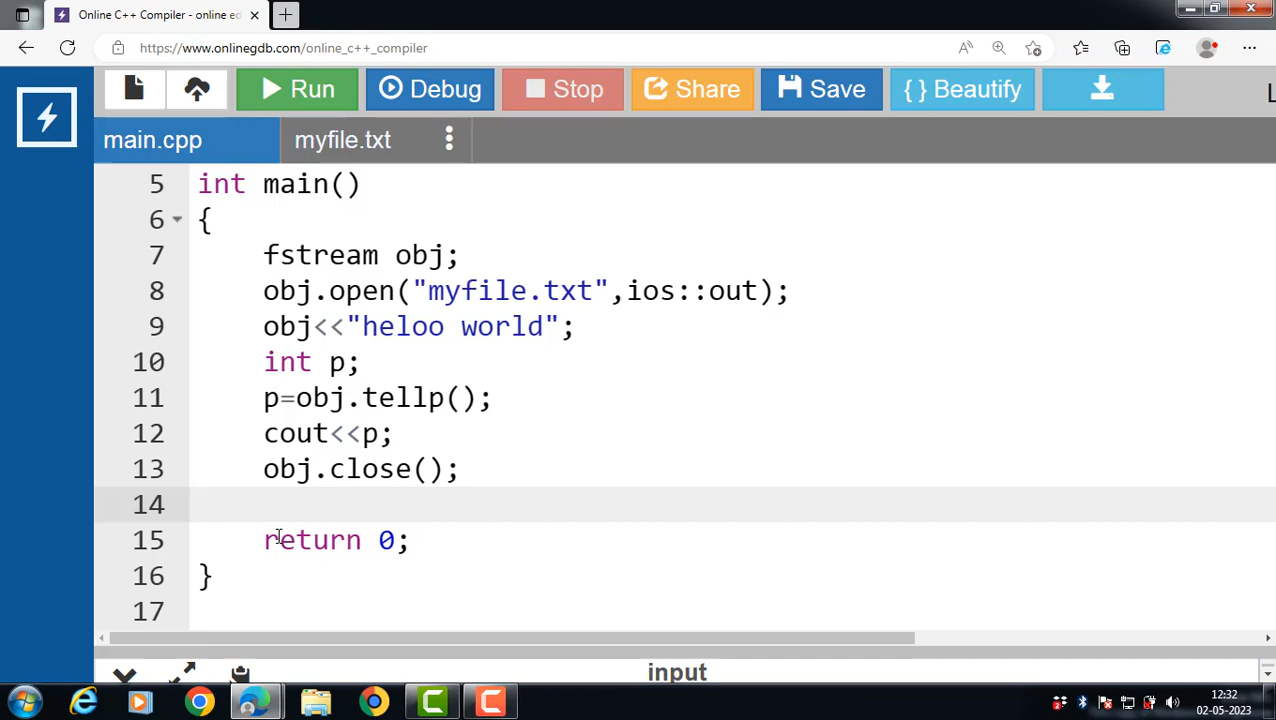 Online C++ Compiler - online ed
https://www.onlinegdb.com/online_c++_compiler
Run Debug Stop Share Save { } Beautify L
main.cpp myfile.txt
5 int main()
6 {
7 fstream obj;
8 obj.open("myfile.txt",ios::out);
9 obj<<"heloo world";
10 int p;
11 p=obj.tellp();
12 cout<<p;
13 obj.close();
14
15 return 0;
16 }
17
input
12:32
02-05-2023